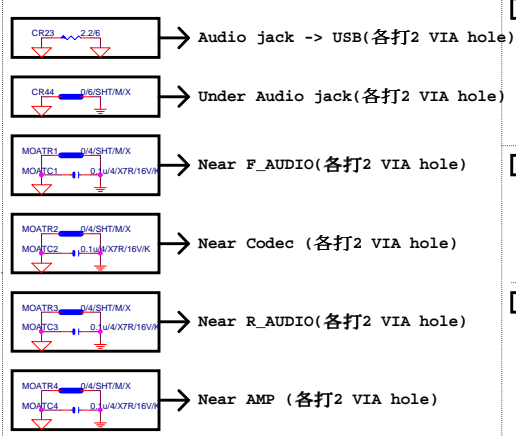 CR23 2.2/6
Audio jack -> USB(各打2 VIA hole)
CR44 0/6/SHT/M/X
Under Audio jack(各打2 VIA hole)
MOATR1 0/4/SHT/M/X
MOATC1 0.1u/4/X7R/16V/K
Near F_AUDIO(各打2 VIA hole)
MOATR2 0/4/SHT/M/X
MOATC2 0.1u/4/X7R/16V/K
Near Codec (各打2 VIA hole)
MOATR3 0/4/SHT/M/X
MOATC3 0.1u/4/X7R/16V/K
Near R_AUDIO(各打2 VIA hole)
MOATR4 0/4/SHT/M/X
MOATC4 0.1u/4/X7R/16V/K
Near AMP (各打2 VIA hole)